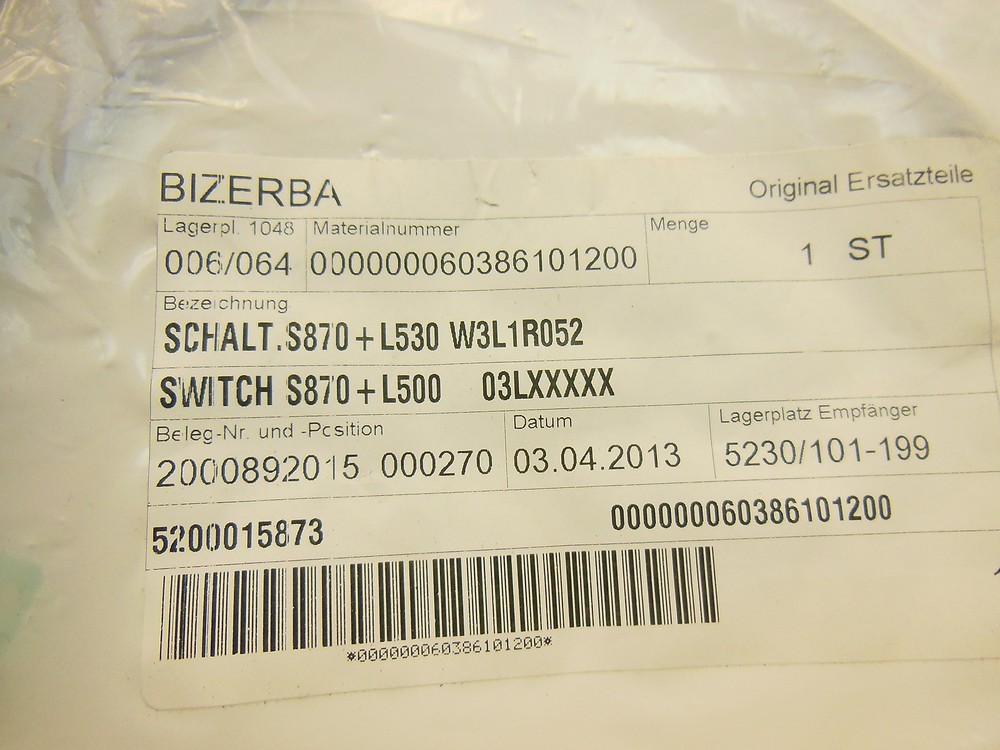 BIZERBA Original Ersatzteile
Lagerpl. 1048 Materialnummer Menge
006/064 000000060386101200 1 ST
Bezeichnung
SCHALT.S870+L530 W3L1R052
SWITCH S870+L500 03LXXXXX
Beleg-Nr. und -Position Datum Lagerplatz Empfänger
2000892015 000270 03.04.2013 5230/101-199
5200015873 000000060386101200
*000000060386101200*